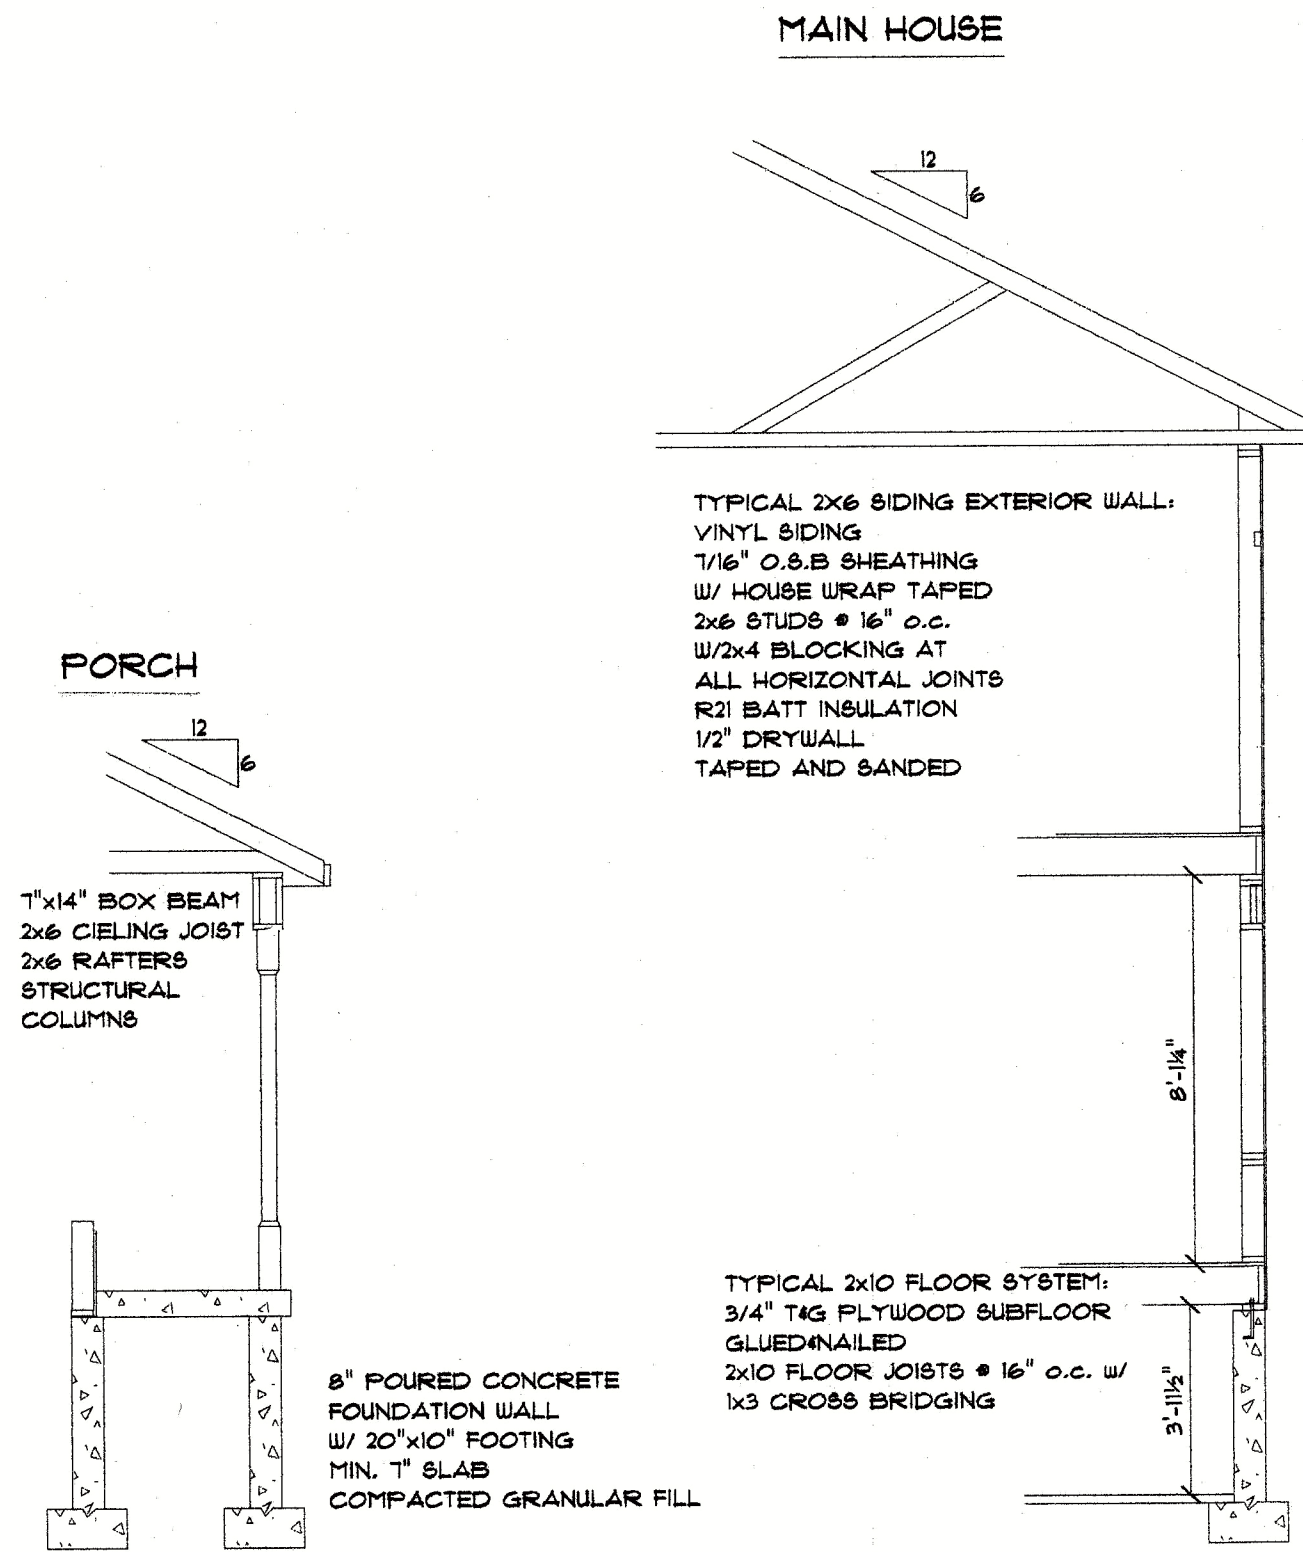 MAIN HOUSE
12
6
TYPICAL 2X6 SIDING EXTERIOR WALL:
VINYL SIDING
7/16" O.S.B SHEATHING
W/ HOUSE WRAP TAPED
2x6 STUDS @ 16" o.c.
W/2x4 BLOCKING AT
ALL HORIZONTAL JOINTS
R21 BATT INSULATION
1/2" DRYWALL
TAPED AND SANDED
PORCH
12
6
7"x14" BOX BEAM
2x6 CIELING JOIST
2x6 RAFTERS
STRUCTURAL
COLUMNS
8'-1¼"
TYPICAL 2x10 FLOOR SYSTEM:
3/4" T&G PLYWOOD SUBFLOOR
GLUED&NAILED
2x10 FLOOR JOISTS @ 16" o.c. W/
1x3 CROSS BRIDGING
3'-11½"
8" POURED CONCRETE
FOUNDATION WALL
W/ 20"x10" FOOTING
MIN. 7" SLAB
COMPACTED GRANULAR FILL